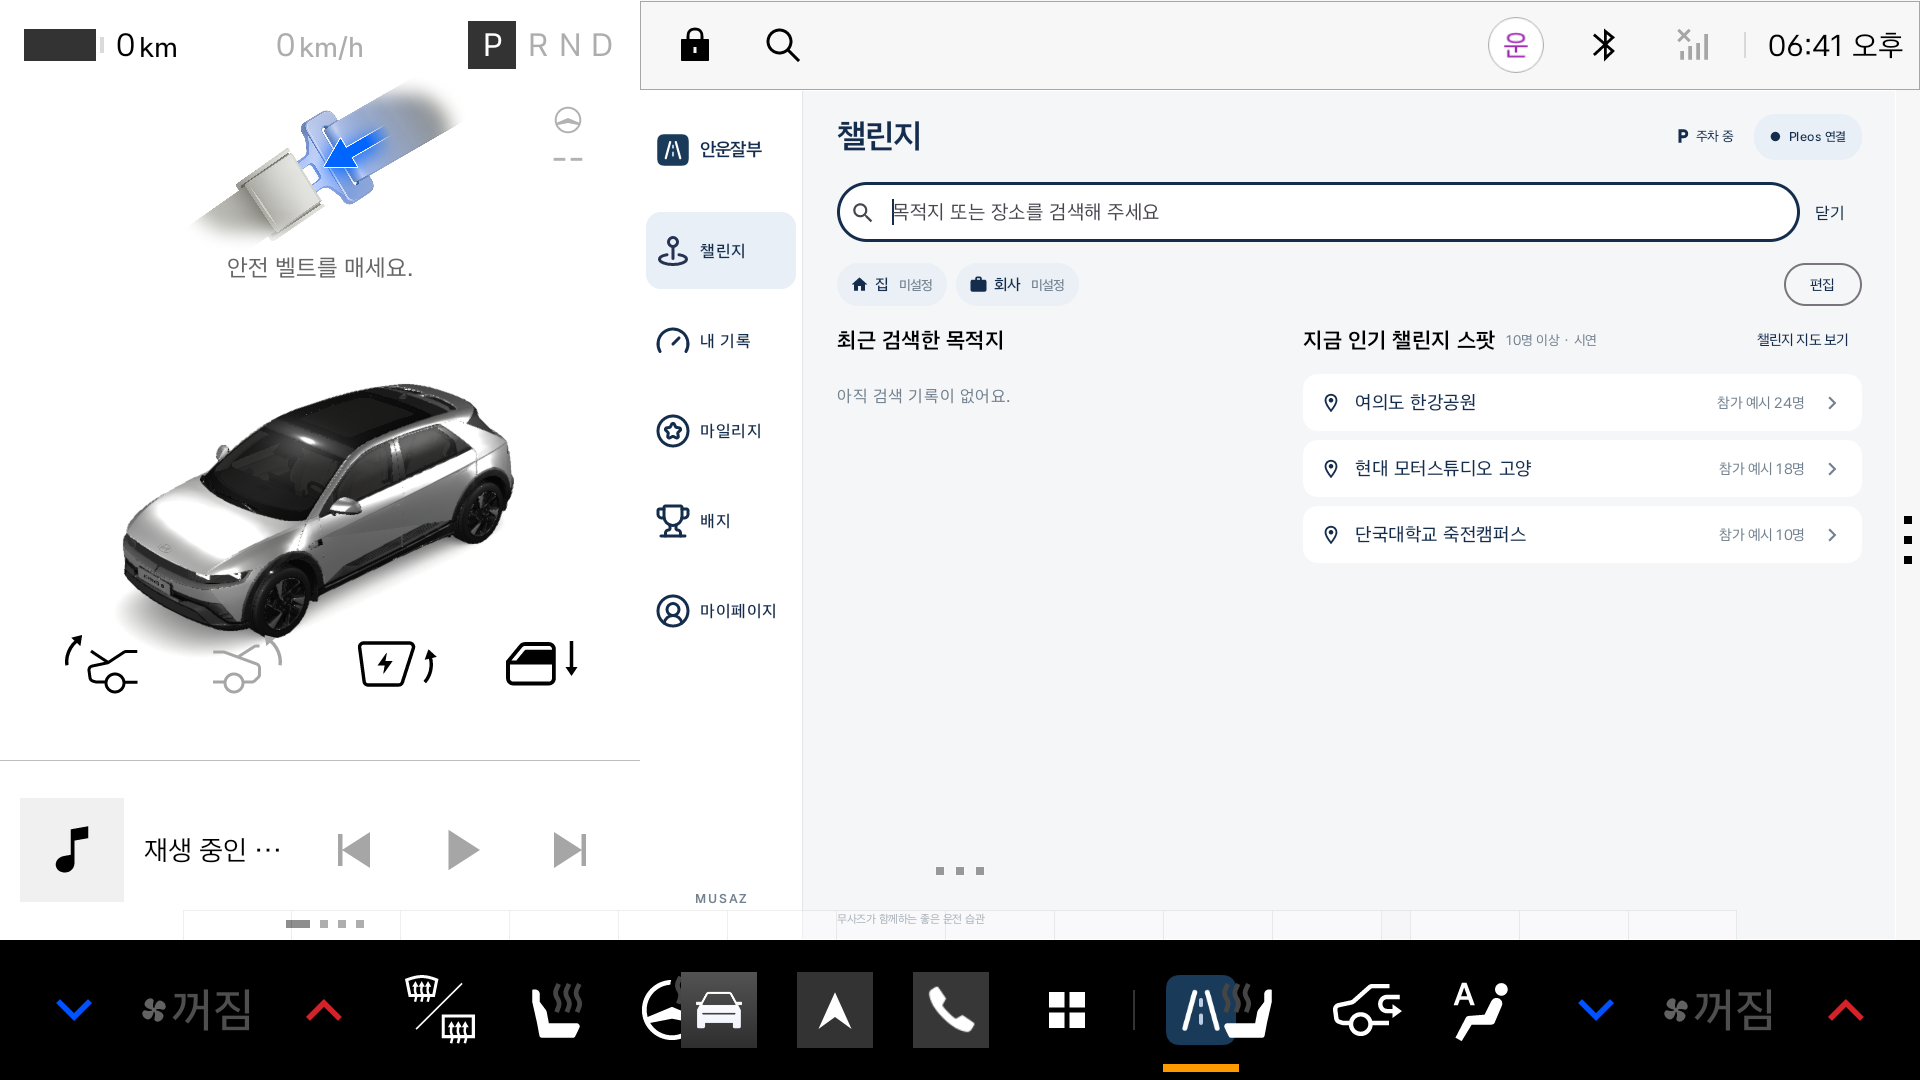 0 km
0 km/h
P R N D
운
06:41 오후
안전 벨트를 매세요.
재생 중인 ···
안운잘부
챌린지
내 기록
마일리지
배지
마이페이지
MUSAZ
챌린지
P 주차 중
Pleos 연결
목적지 또는 장소를 검색해 주세요
닫기
집 미설정
회사 미설정
편집
최근 검색한 목적지
아직 검색 기록이 없어요.
지금 인기 챌린지 스팟 10명 이상 · 시연
챌린지 지도 보기
여의도 한강공원 참가 예시 24명
현대 모터스튜디오 고양 참가 예시 18명
단국대학교 죽전캠퍼스 참가 예시 10명
무사즈가 함께하는 좋은 운전 습관
꺼짐
A
꺼짐